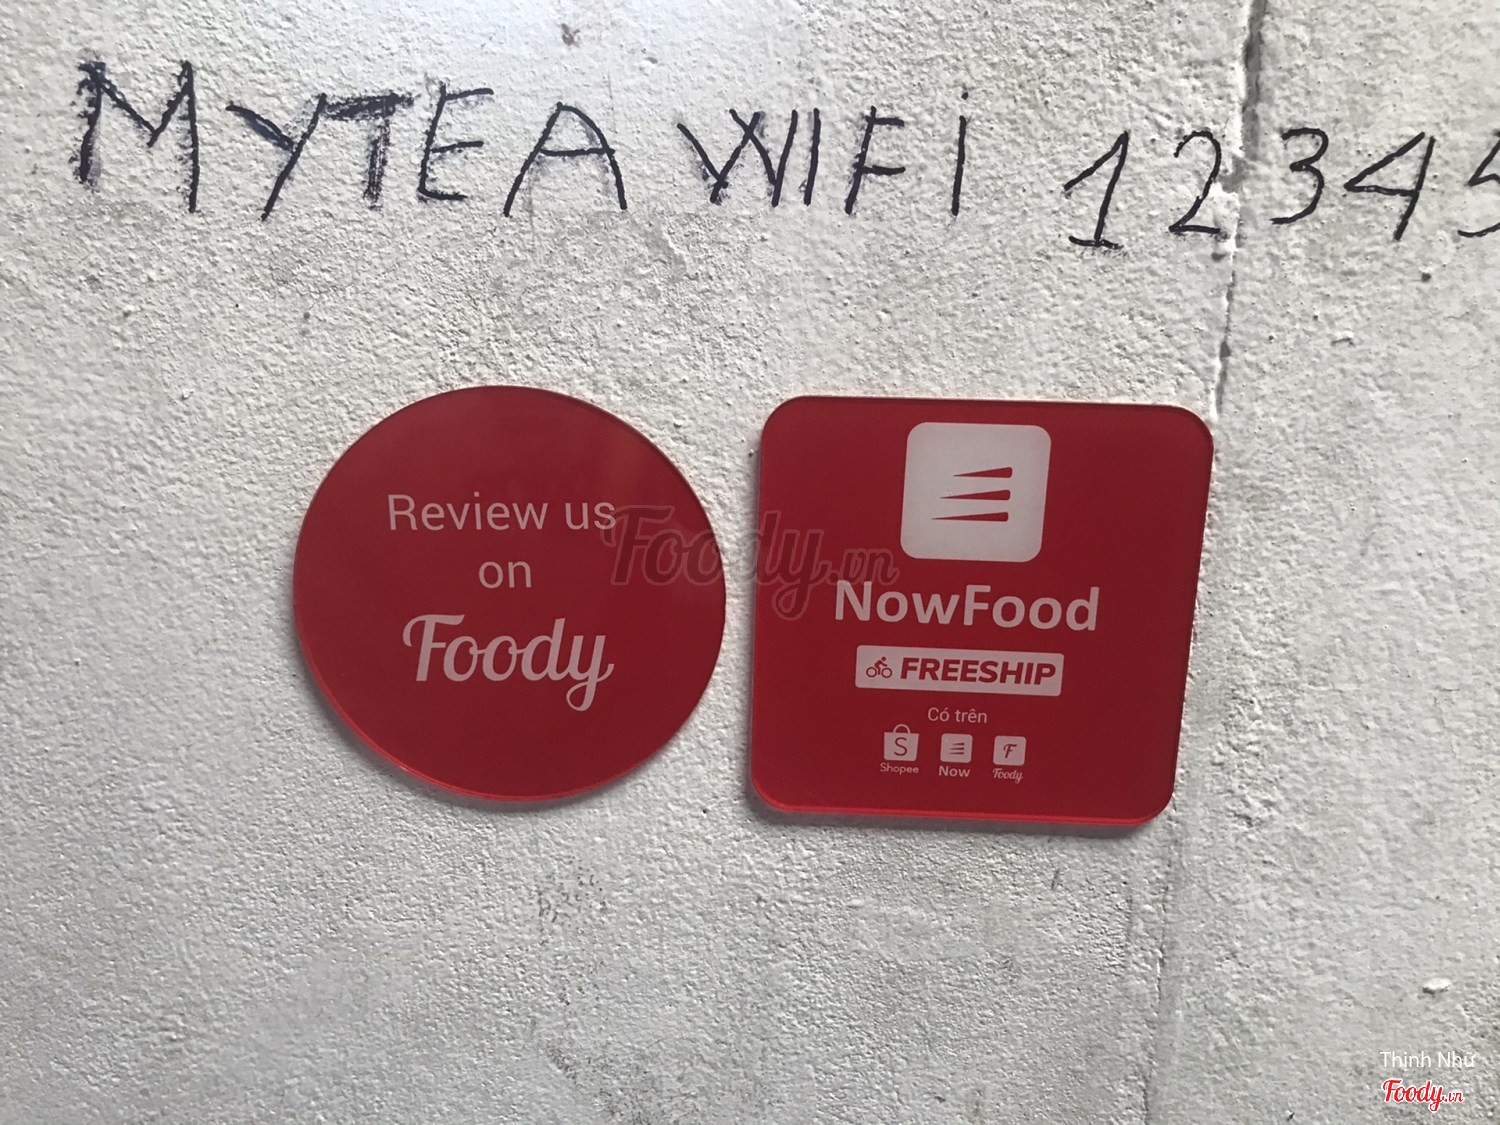 MYTEA WIFI 12345
Review us
on
Foody
Foody.vn
NowFood
FREESHIP
Có trên
S
F
Shopee
Now
Foody
Thinh Như
Foody.vn